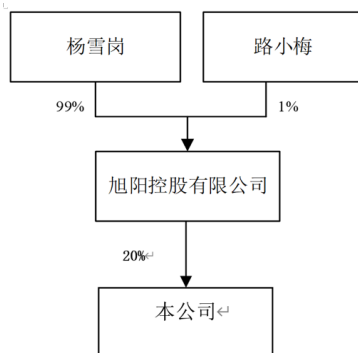 杨雪岗
路小梅
99%
1%
旭阳控股有限公司
20%
本公司